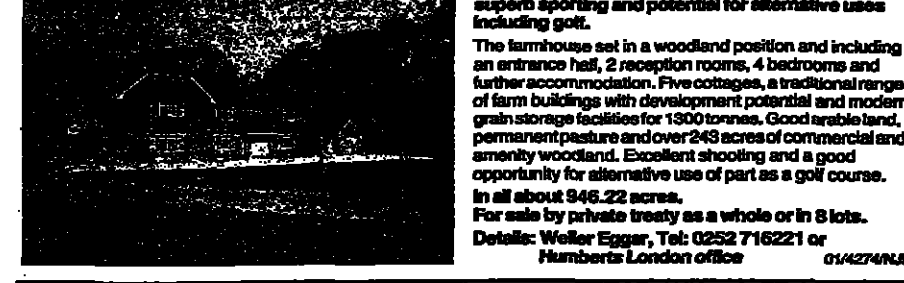 superb sporting and potential for alternative uses
including golf.
The farmhouse set in a woodland position and including
an entrance hall, 2 reception rooms, 4 bedrooms and
further accommodation. Five cottages, a traditional range
of farm buildings with development potential and modern
grain storage facilities for 1300 tonnes. Good arable land,
permanent pasture and over 243 acres of commercial and
amenity woodland. Excellent shooting and a good
opportunity for alternative use of part as a golf course.
In all about 946.22 acres.
For sale by private treaty as a whole or in 8 lots.
Details: Weller Eggar, Tel: 0252 716221 or
Humberts London office 01/4274/NJ